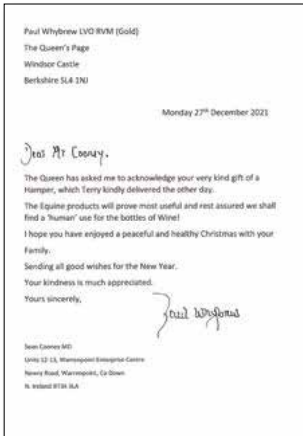 Paul Whybrew LVO RVM (Gold)
The Queen's Page
Windsor Castle
Berkshire SL4 1NJ
Monday 27th December 2021
Dear Mr Cooney,
The Queen has asked me to acknowledge your very kind gift of a
Hamper, which Terry kindly delivered the other day.
The Equine products will prove most useful and rest assured we shall
find a 'human' use for the bottles of Wine!
I hope you have enjoyed a peaceful and healthy Christmas with your
Family.
Sending all good wishes for the New Year.
Your kindness is much appreciated.
Yours sincerely,
Paul Whybrew
Sean Cooney MD
Units 12-13, Warrenpoint Enterprise Centre
Newry Road, Warrenpoint, Co Down
N. Ireland BT34 3LA